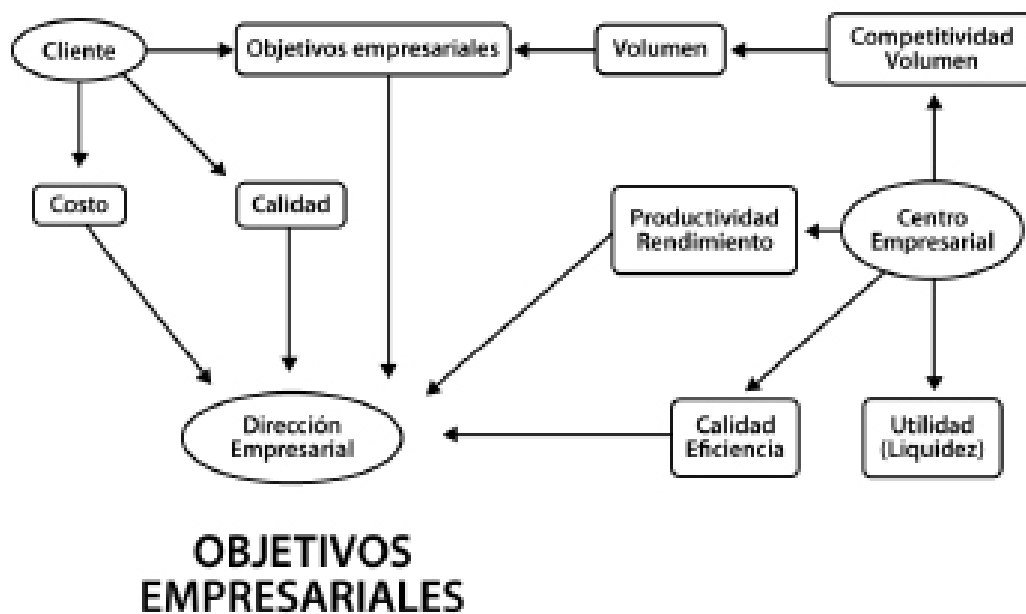 Cliente
Objetivos empresariales
Volumen
Competitividad
Volumen
Costo
Calidad
Productividad
Rendimiento
Centro
Empresarial
Dirección
Empresarial
Calidad
Eficiencia
Utilidad
(Liquidez)
OBJETIVOS
EMPRESARIALES